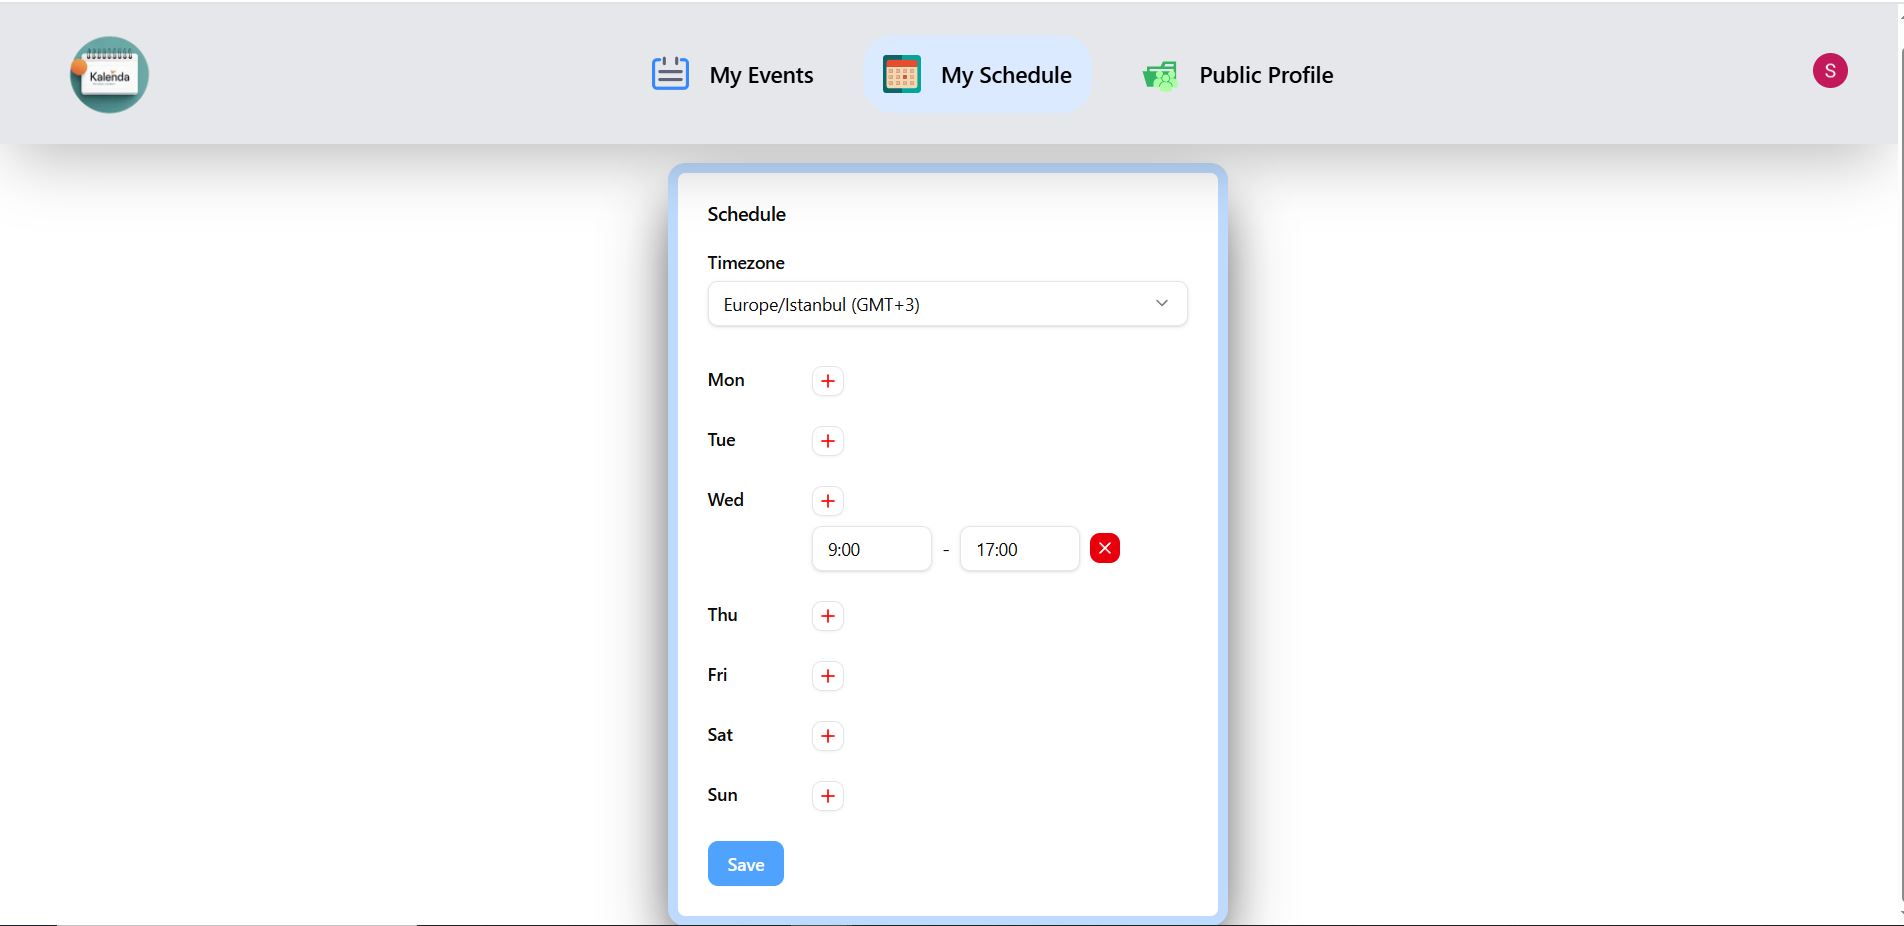 Kalenda
My Events
My Schedule
Public Profile
S
Schedule
Timezone
Europe/Istanbul (GMT+3)
Mon
+
Tue
+
Wed
+
9:00 - 17:00
Thu
+
Fri
+
Sat
+
Sun
+
Save